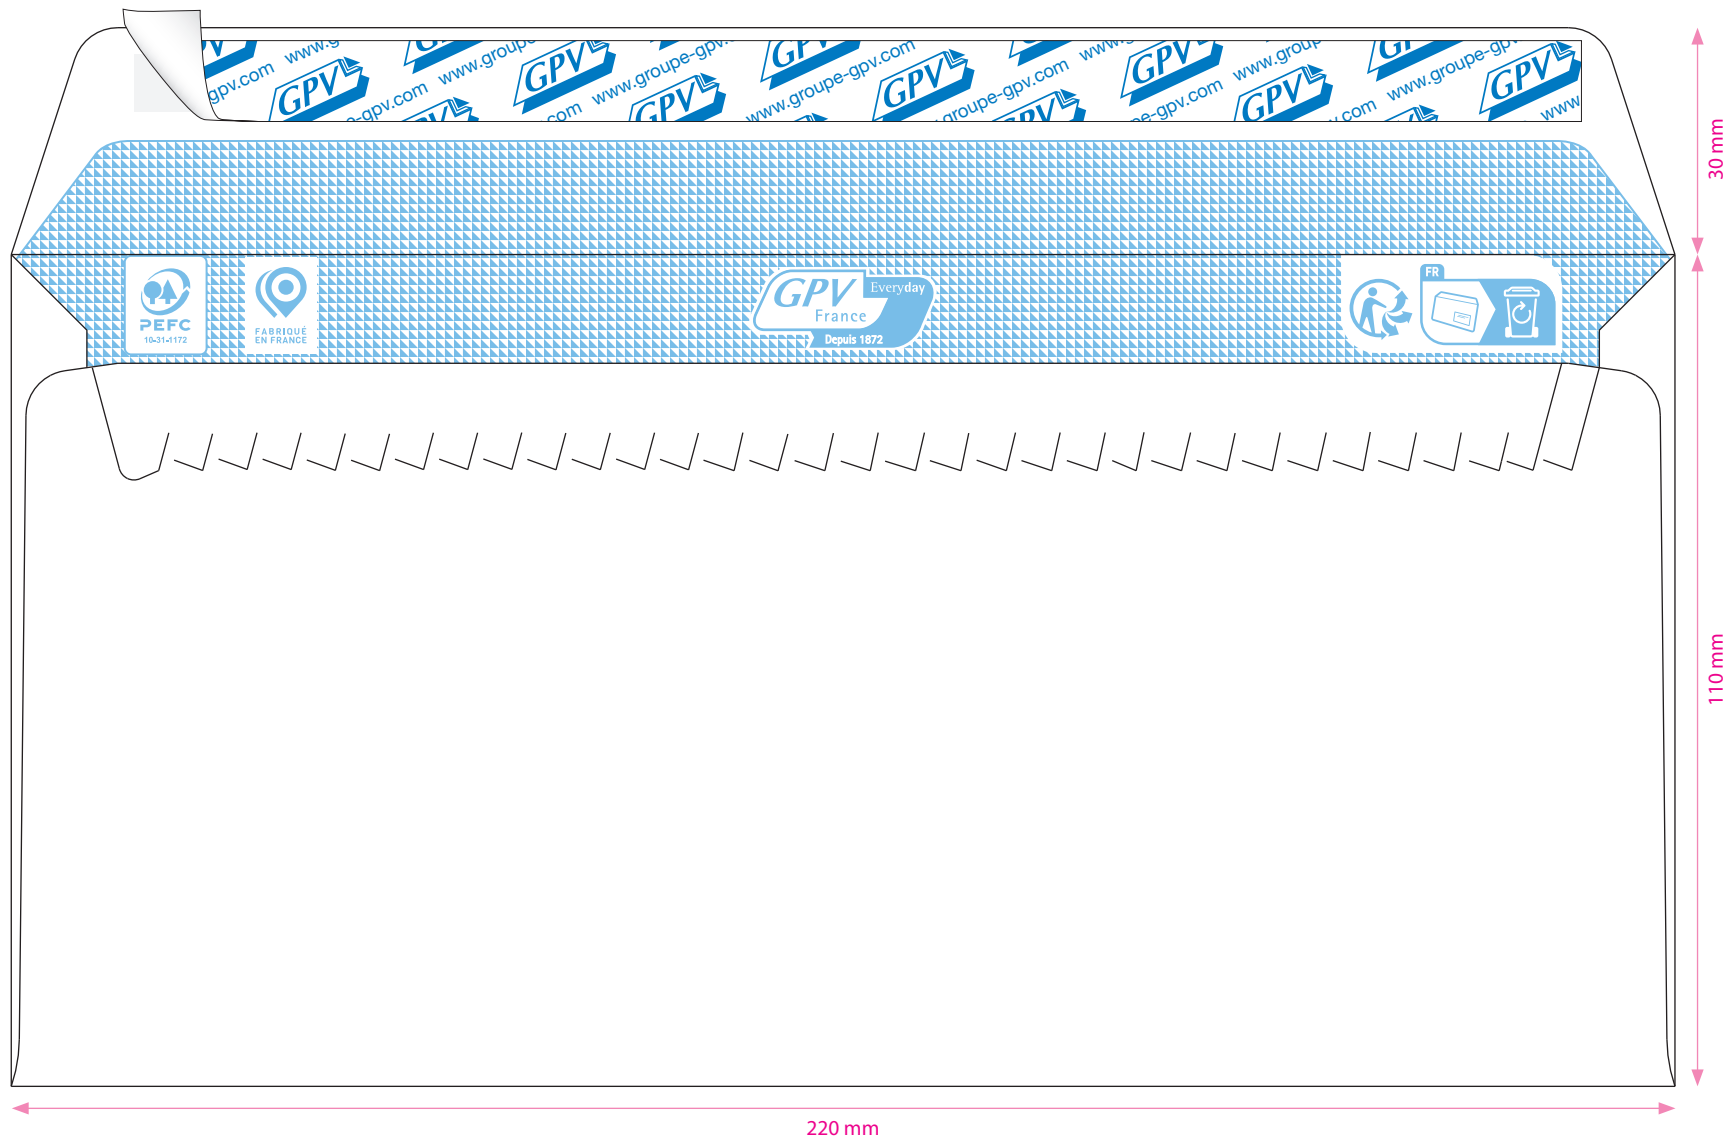 GPV
www.groupe-gpv.com
30 mm
PEFC
10-31-1172
FABRIQUÉ
EN FRANCE
GPV
France
Everyday
Depuis 1872
FR
110 mm
220 mm